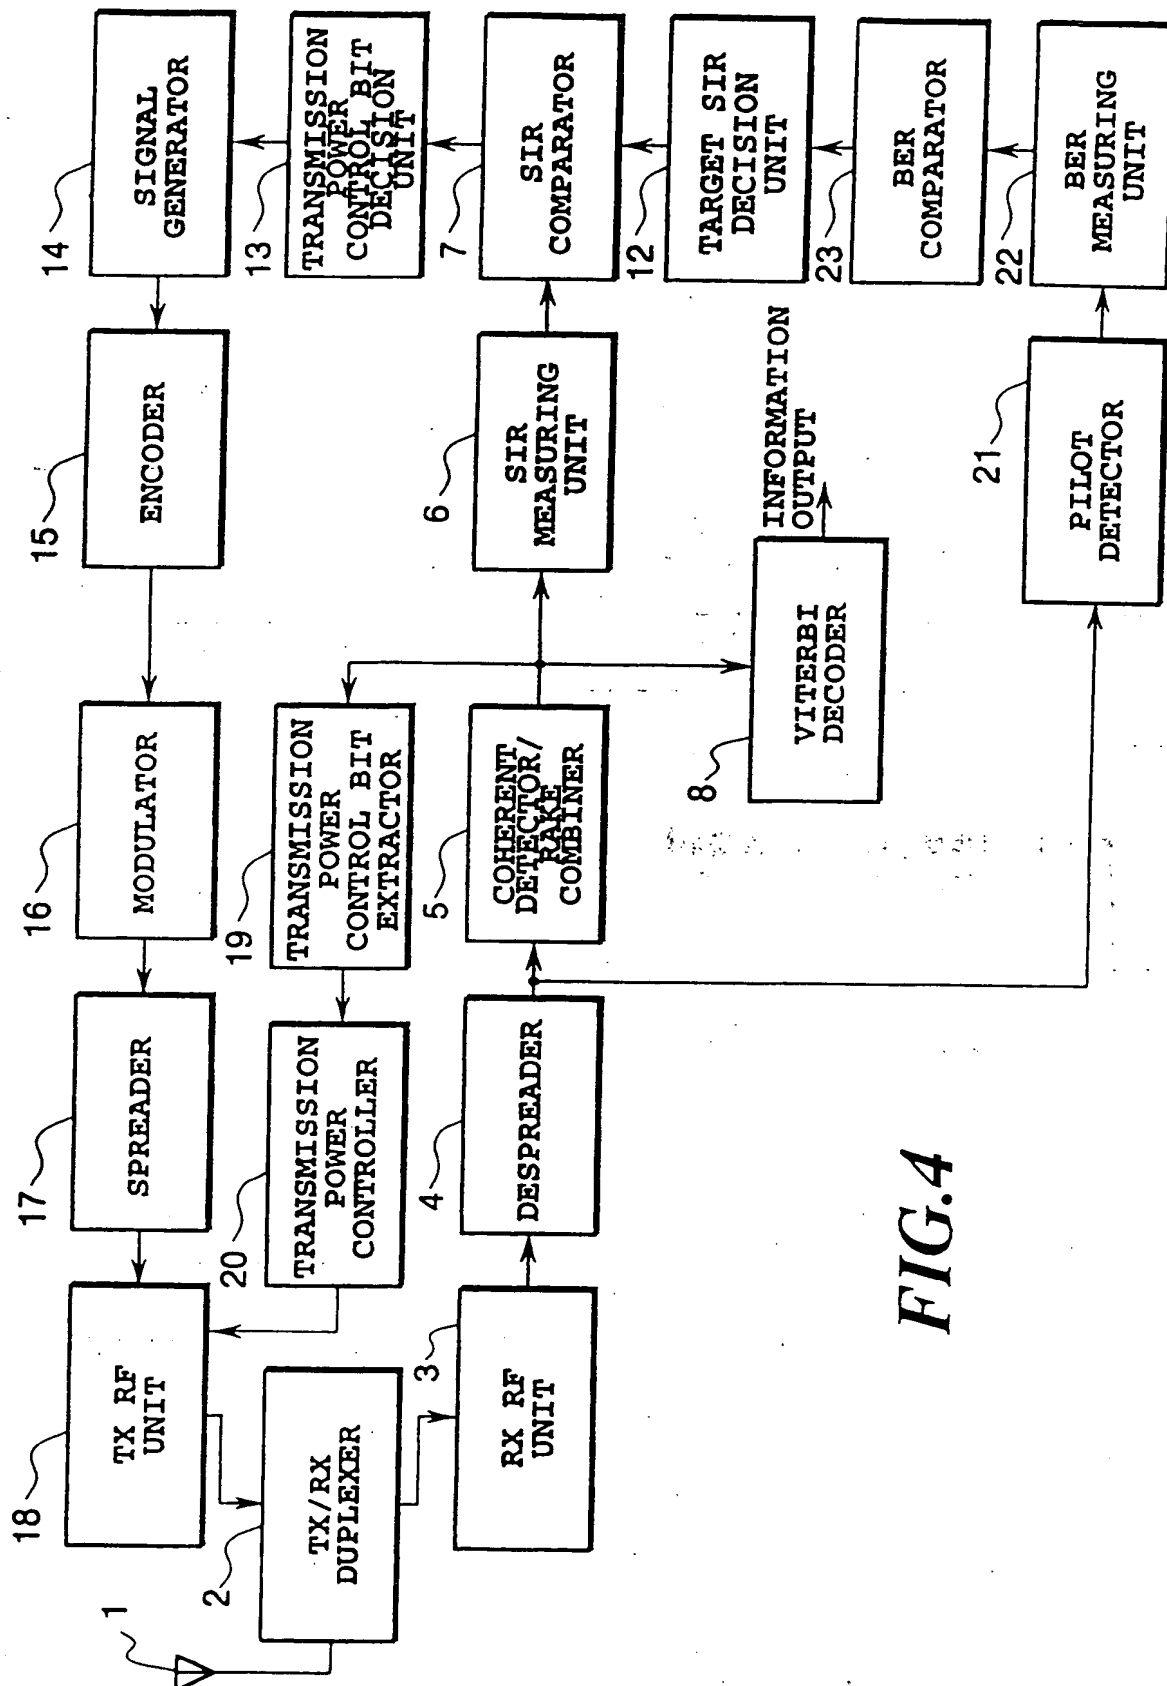 1
2
TX/RX
DUPLEXER
18
TX RF
UNIT
17
SPREADER
16
MODULATOR
15
ENCODER
14
SIGNAL
GENERATOR
20
TRANSMISSION
POWER
CONTROLLER
19
TRANSMISSION
POWER
CONTROL BIT
EXTRACTOR
13
TRANSMISSION
POWER
CONTROL BIT
DECISION
UNIT
3
RX RF
UNIT
4
DESPREADER
5
COHERENT
DETECTOR/
RAKE
COMBINER
6
SIR
MEASURING
UNIT
7
SIR
COMPARATOR
12
TARGET SIR
DECISION
UNIT
8
VITERBI
DECODER
INFORMATION
OUTPUT
23
BER
COMPARATOR
21
PILOT
DETECTOR
22
BER
MEASURING
UNIT
FIG.4